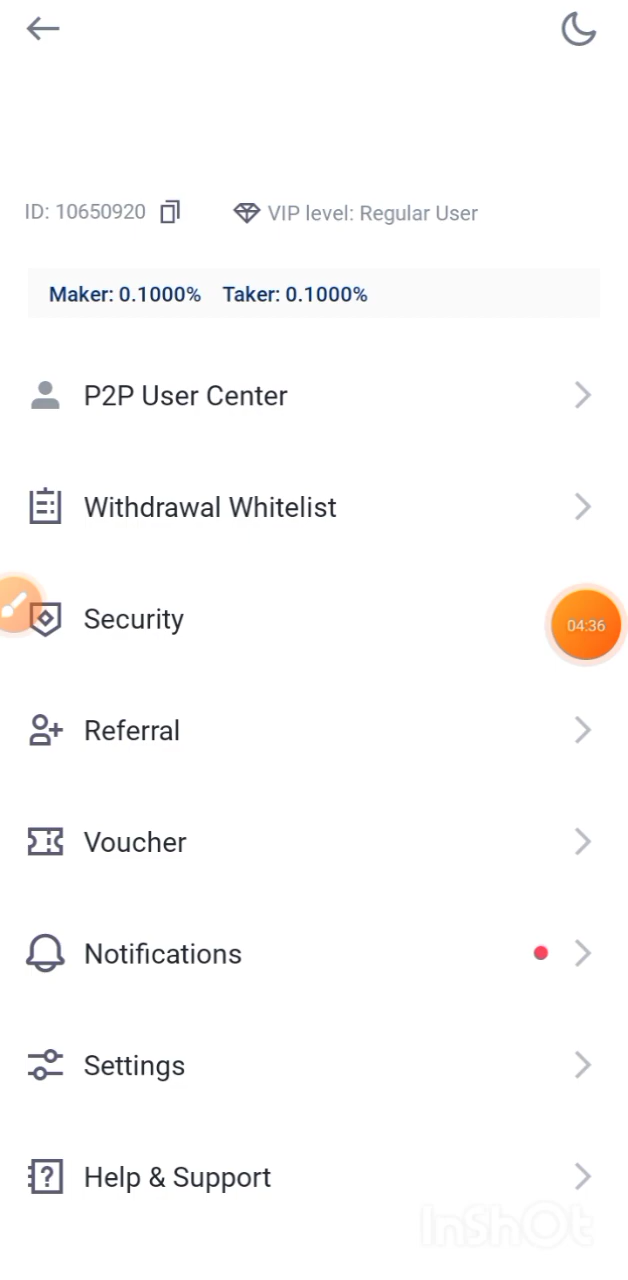 ID: 10650920 VIP level: Regular User
Maker: 0.1000% Taker: 0.1000%
P2P User Center
Withdrawal Whitelist
Security
04:36
Referral
Voucher
Notifications
Settings
Help & Support
InShOt